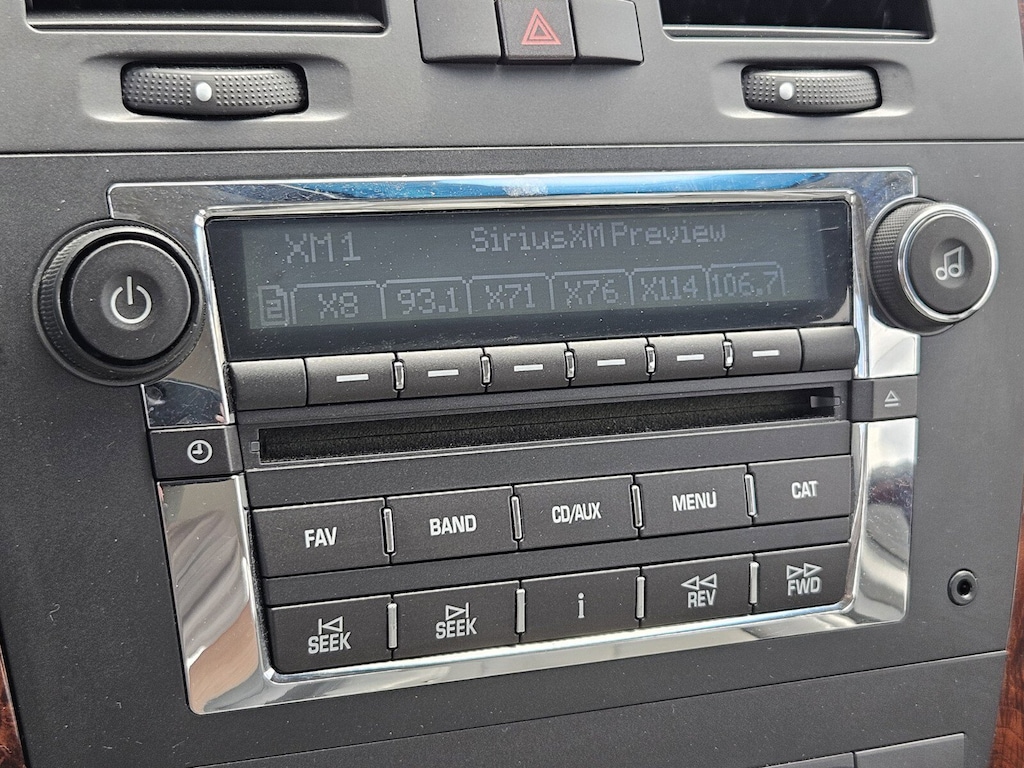 XM1 SiriusXM Preview
2 X8 93.1 X71 X76 X114 106.7
FAV BAND CD/AUX MENU CAT
SEEK SEEK i REV FWD